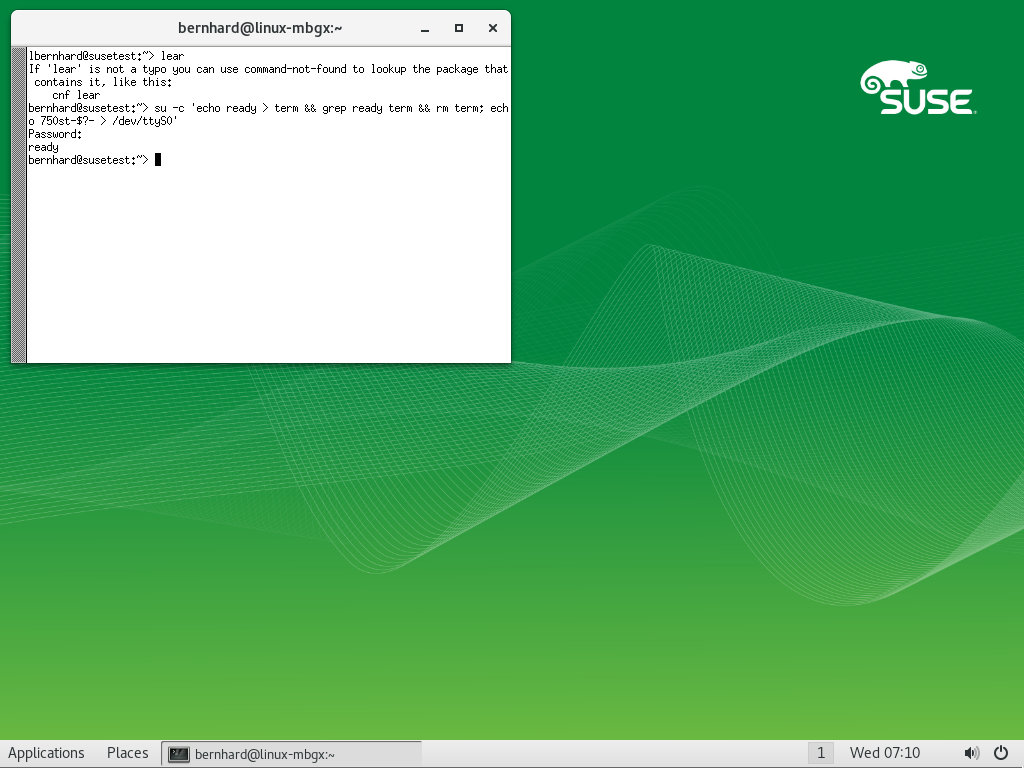 bernhard@linux-mbgx:~
lbernhard@susetest:~> lear
If 'lear' is not a typo you can use command-not-found to lookup the package that
contains it, like this:
cnf lear
bernhard@susetest:~> su -c 'echo ready > term && grep ready term && rm term; ech
o 750st-$?- > /dev/ttyS0'
Password:
ready
bernhard@susetest:~>
SUSE
Applications Places bernhard@linux-mbgx:~ 1 Wed 07:10